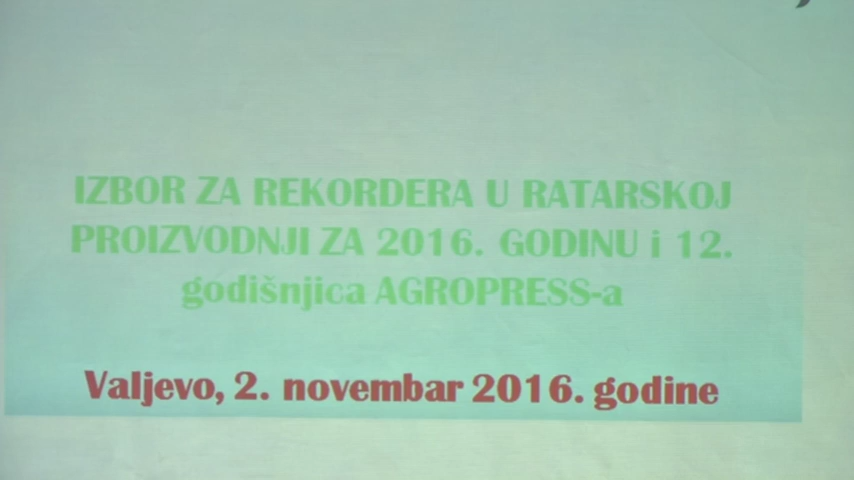 IZBOR ZA REKORDERA U RATARSKOJ
PROIZVODNJI ZA 2016. GODINU i 12.
godišnjica AGROPRESS-a
Valjevo, 2. novembar 2016. godine